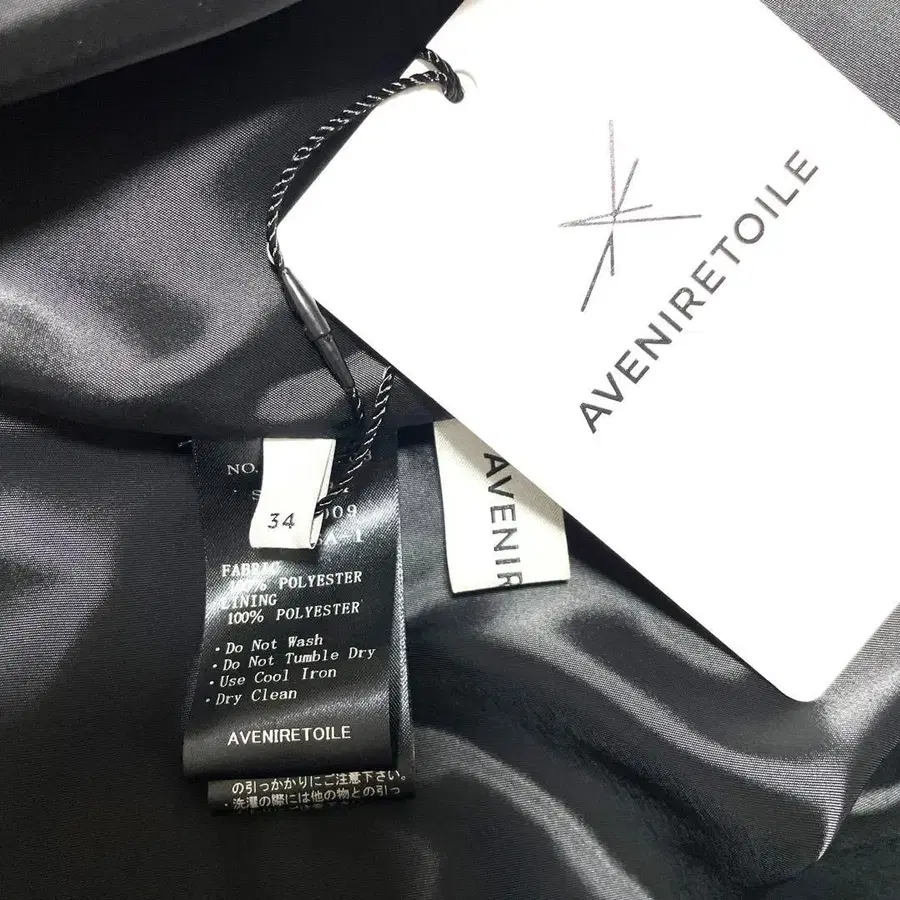 AVENIRETOILE
AVENIR
NO.
34
009
A-1
FABRIC
100% POLYESTER
LINING
100% POLYESTER
・Do Not Wash
・Do Not Tumble Dry
・Use Cool Iron
・Dry Clean
AVENIRETOILE
の引っかかりにご注意下さい。
・洗濯の際には他の物との引っ